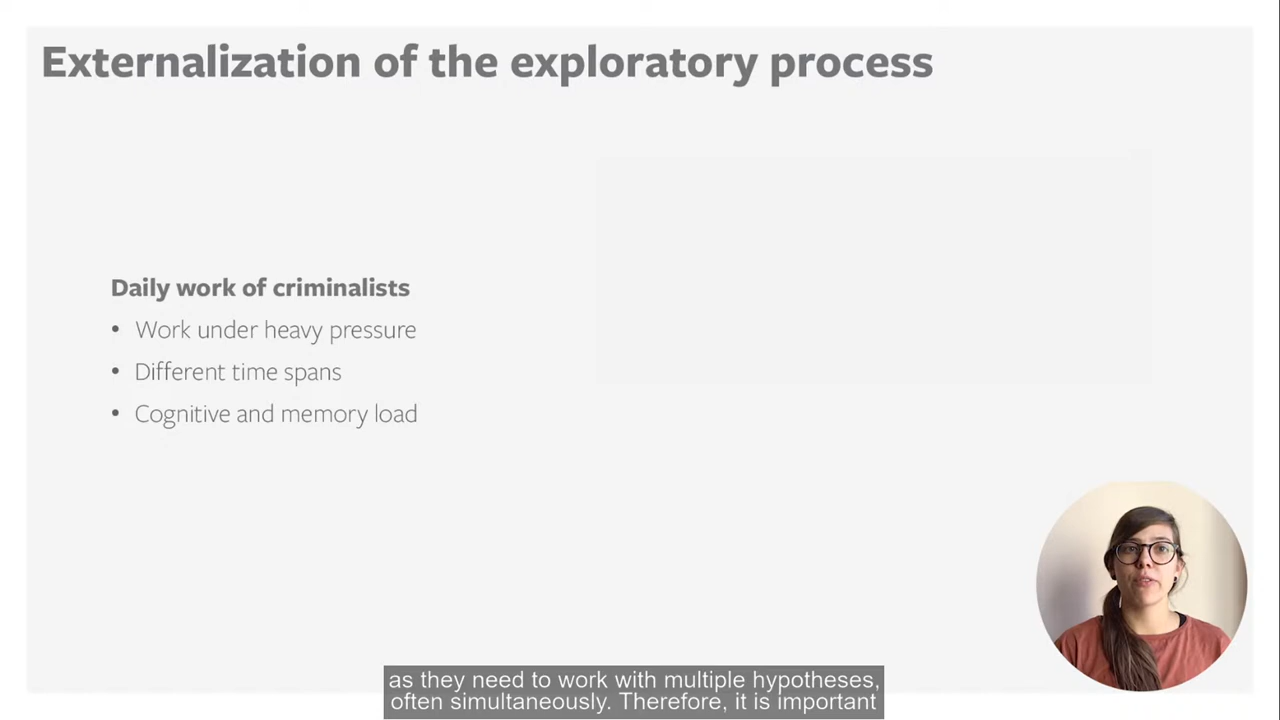 Externalization of the exploratory process
Daily work of criminalists
• Work under heavy pressure
• Different time spans
• Cognitive and memory load
as they need to work with multiple hypotheses,
often simultaneously. Therefore, it is important